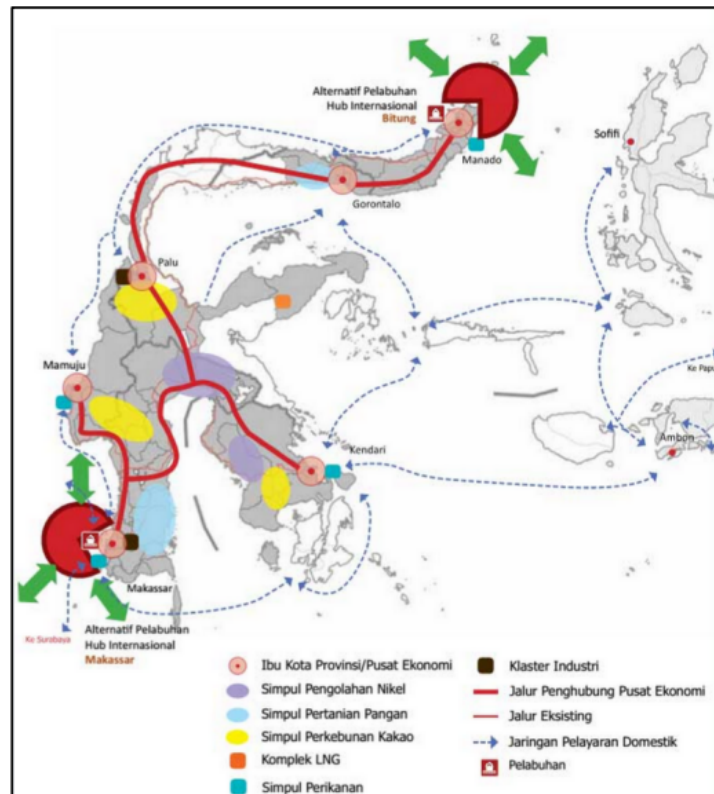 Alternatif Pelabuhan
Hub Internasional
Bitung
Manado
Sofifi
Gorontalo
Palu
Mamuju
Ke Papu
Kendari
Ambon
Makassar
Ke Surabaya
Alternatif Pelabuhan
Hub Internasional
Makassar
Ibu Kota Provinsi/Pusat Ekonomi
Simpul Pengolahan Nikel
Simpul Pertanian Pangan
Simpul Perkebunan Kakao
Komplek LNG
Simpul Perikanan
Klaster Industri
Jalur Penghubung Pusat Ekonomi
Jalur Eksisting
Jaringan Pelayaran Domestik
Pelabuhan